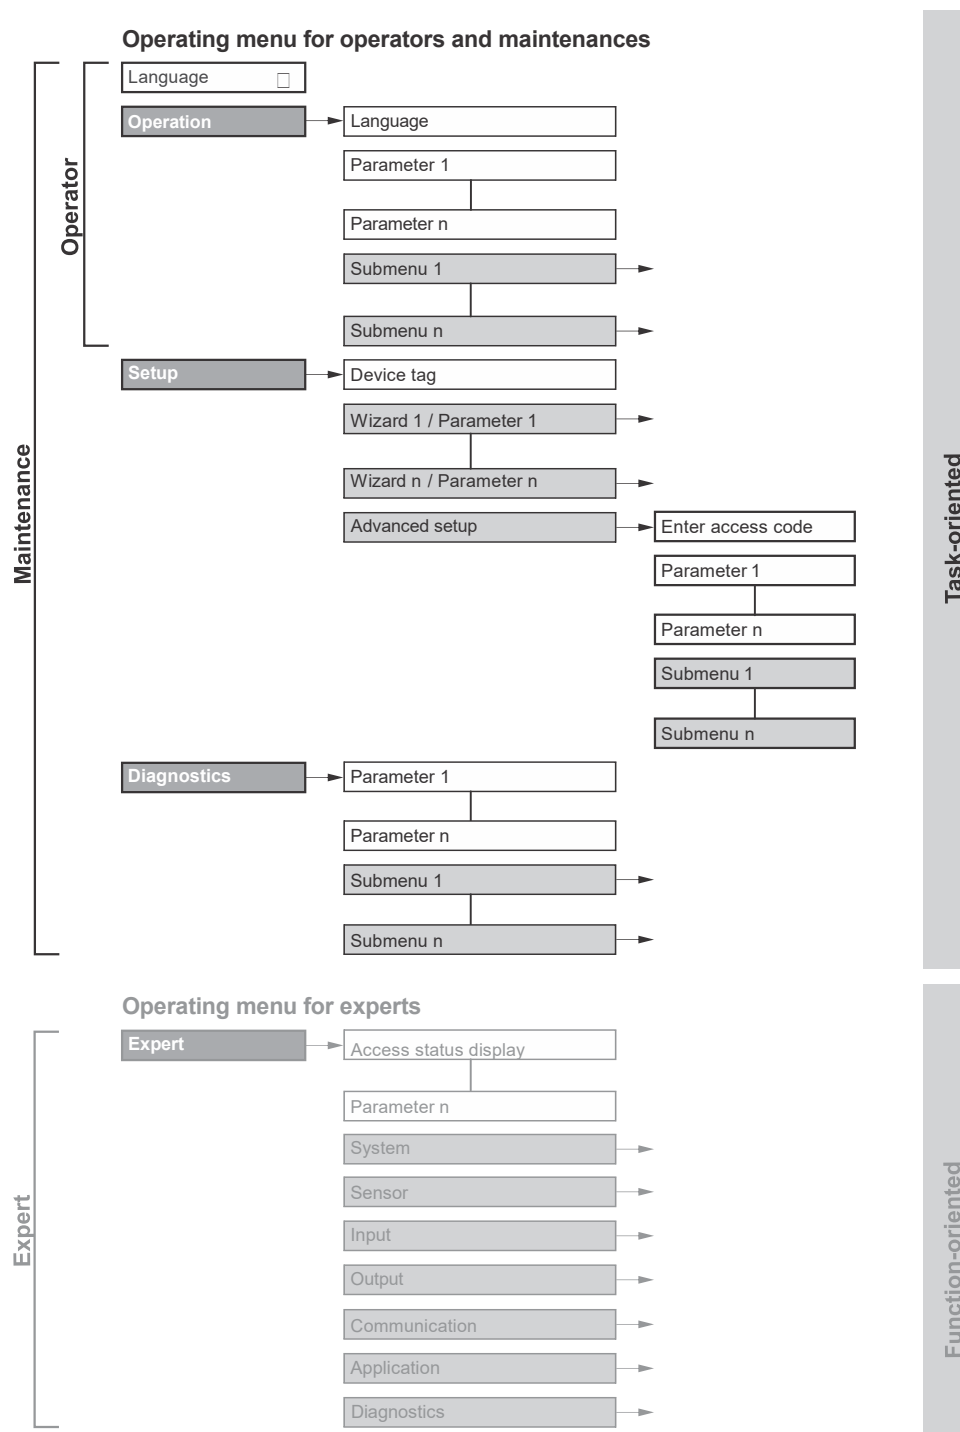 Operating menu for operators and maintenances
Language
Operation
Language
Parameter 1
Parameter n
Submenu 1
Submenu n
Operator
Setup
Device tag
Wizard 1 / Parameter 1
Wizard n / Parameter n
Advanced setup
Enter access code
Parameter 1
Parameter n
Submenu 1
Submenu n
Maintenance
Task-oriented
Diagnostics
Parameter 1
Parameter n
Submenu 1
Submenu n
Operating menu for experts
Expert
Access status display
Parameter n
System
Sensor
Input
Output
Communication
Application
Diagnostics
Expert
Function-oriented